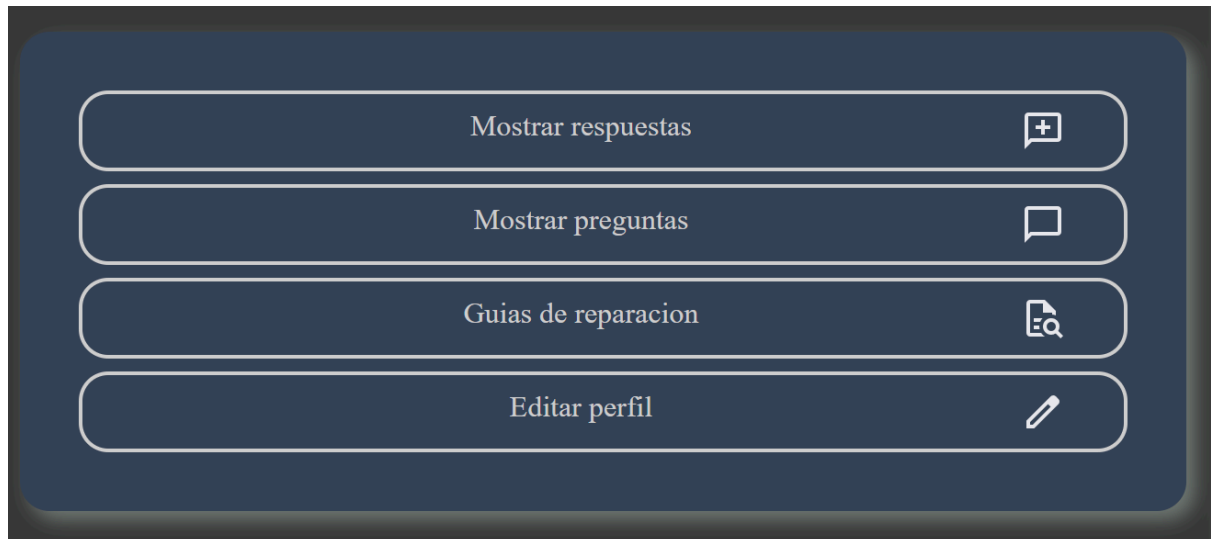 Mostrar respuestas
Mostrar preguntas
Guias de reparacion
Editar perfil